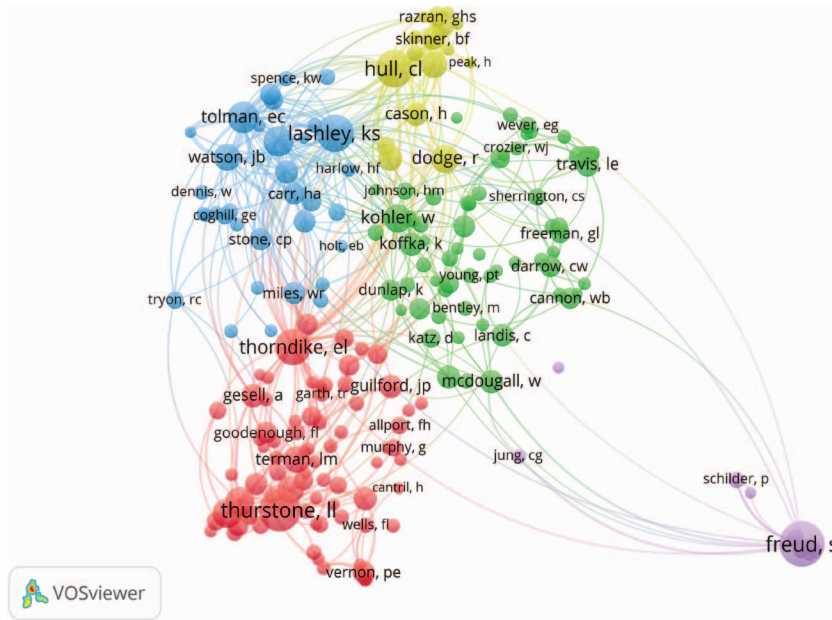 razran, ghs
skinner, bf
peak, h
hull, cl
spence, kw
cason, h
tolman, ec
lashley, ks
wever, eg
crozier, wj
watson, jb
harlow, hf
dodge, r
travis, le
dennis, w
carr, ha
johnson, hm
sherrington, cs
coghill, ge
kohler, w
stone, cp
holt, eb
koffka, k
freeman, gl
young, pt
darrow, cw
tryon, rc
miles, wr
dunlap, k
cannon, wb
bentley, m
thorndike, el
katz, d
landis, c
gesell, a
garth, tr
guilford, jp
mcdougall, w
goodenough, fl
allport, fh
murphy, g
terman, lm
jung, cg
cantril, h
schilder, p
thurstone, ll
wells, fl
freud, s
vernon, pe
VOSviewer